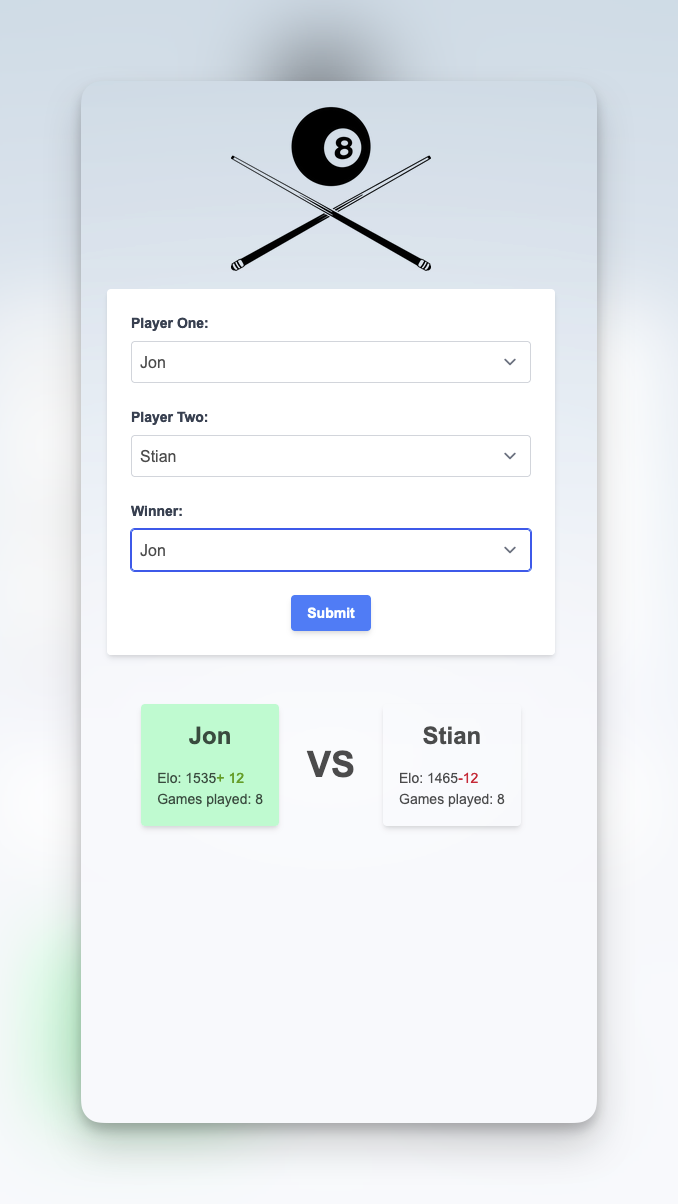 8
Player One:
Jon
Player Two:
Stian
Winner:
Jon
Submit
Jon
Elo: 1535+ 12
Games played: 8
VS
Stian
Elo: 1465-12
Games played: 8